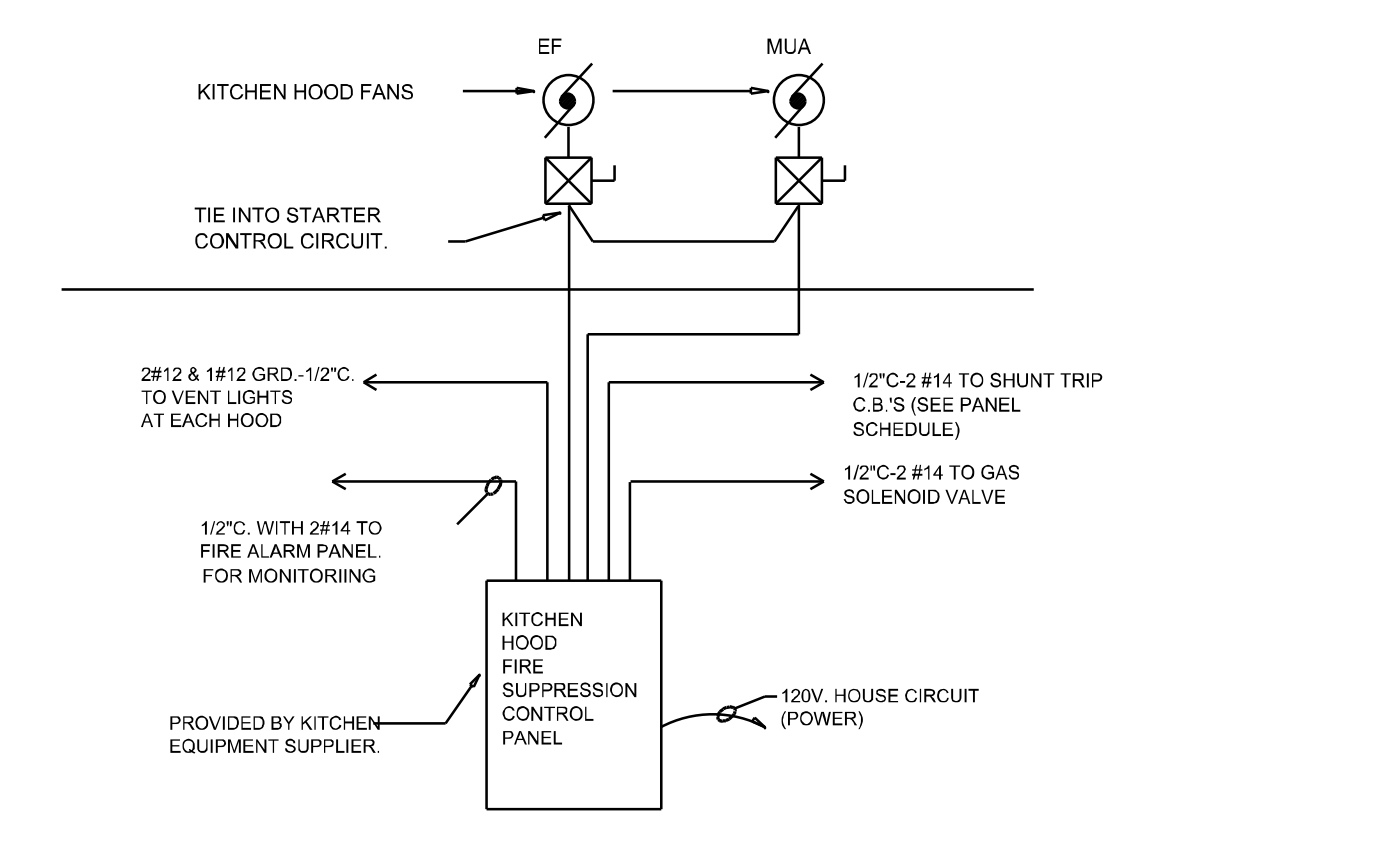 EF
MUA
KITCHEN HOOD FANS
TIE INTO STARTER
CONTROL CIRCUIT.
2#12 & 1#12 GRD.-1/2"C.
TO VENT LIGHTS
AT EACH HOOD
1/2"C-2 #14 TO SHUNT TRIP
C.B.'S (SEE PANEL
SCHEDULE)
1/2"C-2 #14 TO GAS
SOLENOID VALVE
1/2"C. WITH 2#14 TO
FIRE ALARM PANEL.
FOR MONITORIING
KITCHEN
HOOD
FIRE
SUPPRESSION
CONTROL
PANEL
PROVIDED BY KITCHEN
EQUIPMENT SUPPLIER.
120V. HOUSE CIRCUIT
(POWER)